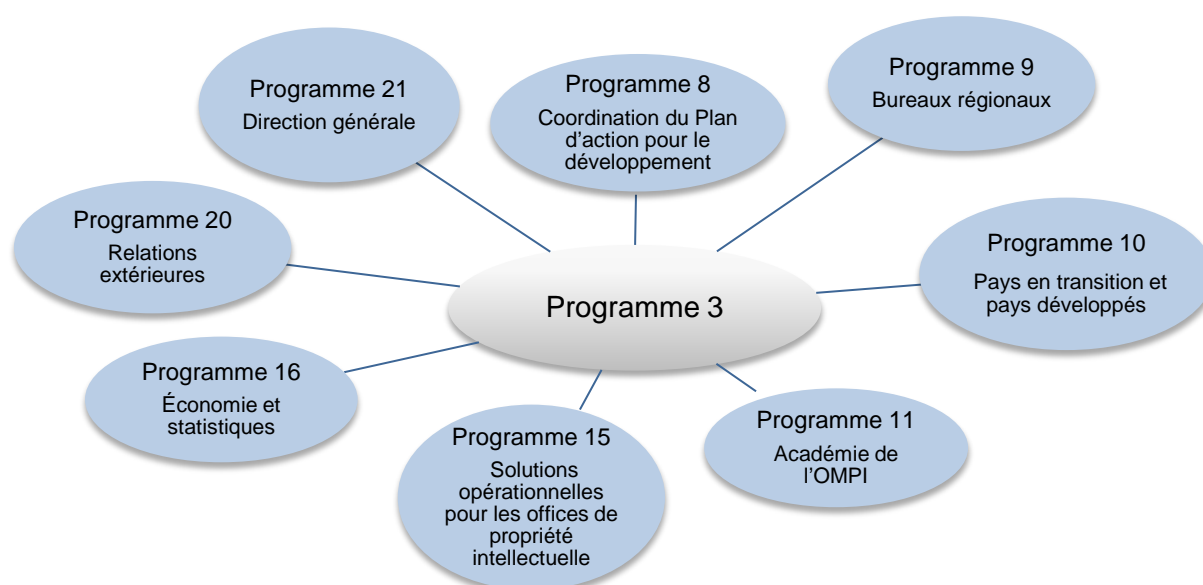 Programme 21
Direction générale
Programme 8
Coordination du Plan
d’action pour le
développement
Programme 9
Bureaux régionaux
Programme 20
Relations
extérieures
Programme 3
Programme 10
Pays en transition et
pays développés
Programme 16
Économie et
statistiques
Programme 15
Solutions
opérationnelles
pour les offices de
propriété
intellectuelle
Programme 11
Académie de
l’OMPI